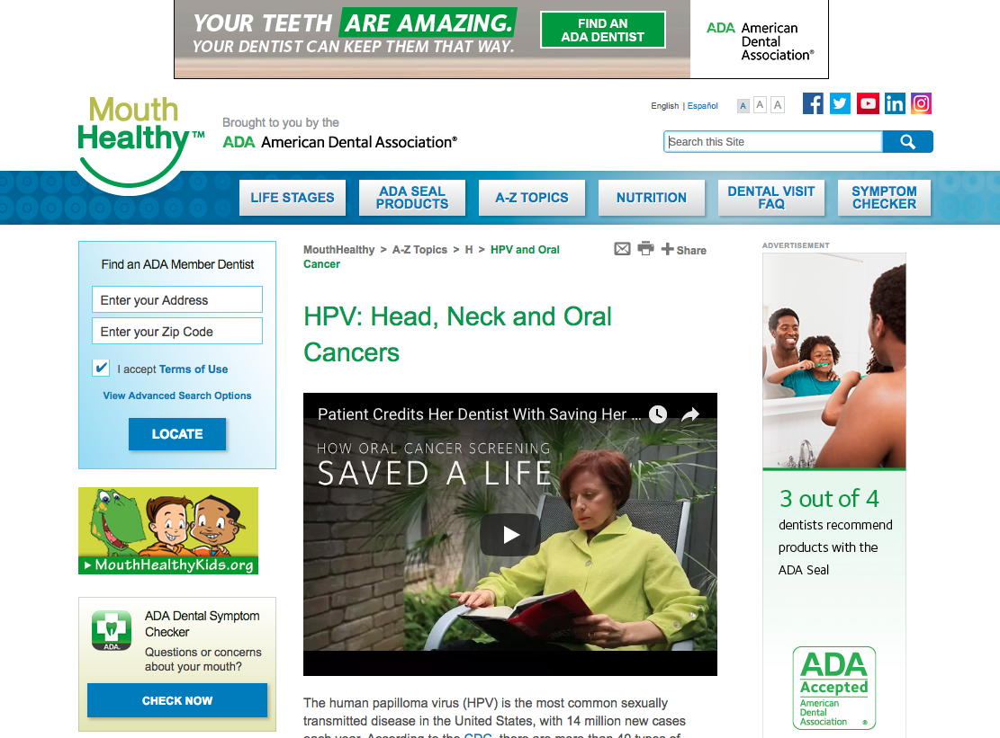 YOUR TEETH ARE AMAZING.
YOUR DENTIST CAN KEEP THEM THAT WAY.
FIND AN
ADA DENTIST
ADA American
Dental
Association®
Mouth
Healthy™
Brought to you by the
ADA American Dental Association®
English | Español
A A A
Search this Site
LIFE STAGES
ADA SEAL
PRODUCTS
A-Z TOPICS
NUTRITION
DENTAL VISIT
FAQ
SYMPTOM
CHECKER
Find an ADA Member Dentist
Enter your Address
Enter your Zip Code
I accept Terms of Use
View Advanced Search Options
LOCATE
MouthHealthyKids.org
ADA.
ADA Dental Symptom
Checker
Questions or concerns
about your mouth?
CHECK NOW
MouthHealthy > A-Z Topics > H > HPV and Oral
Cancer
Share
HPV: Head, Neck and Oral
Cancers
Patient Credits Her Dentist With Saving Her ...
HOW ORAL CANCER SCREENING
SAVED A LIFE
The human papilloma virus (HPV) is the most common sexually
transmitted disease in the United States, with 14 million new cases
each year. According to the CDC, there are more than 40 types of
ADVERTISEMENT
3 out of 4
dentists recommend
products with the
ADA Seal
ADA
Accepted
American
Dental
Association ®